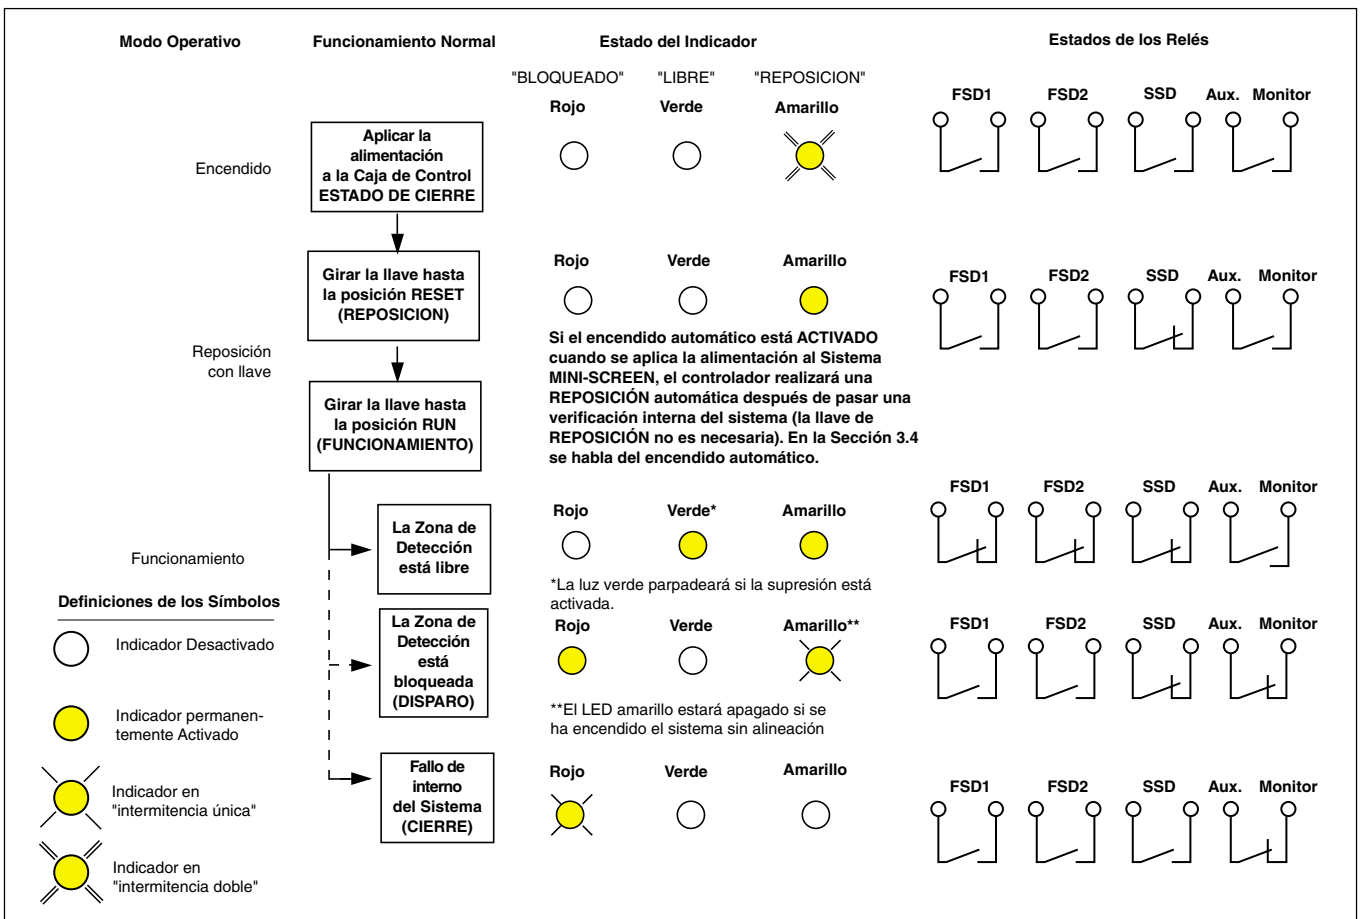 Modo Operativo
Funcionamiento Normal
Estado del Indicador
Estados de los Relés
"BLOQUEADO" "LIBRE" "REPOSICION"
Rojo Verde Amarillo
FSD1 FSD2 SSD Aux. Monitor
Encendido
Aplicar la
alimentación
a la Caja de Control
ESTADO DE CIERRE
Girar la llave hasta
la posición RESET
(REPOSICION)
Rojo Verde Amarillo
FSD1 FSD2 SSD Aux. Monitor
Reposición
con llave
Si el encendido automático está ACTIVADO
cuando se aplica la alimentación al Sistema
MINI-SCREEN, el controlador realizará una
REPOSICIÓN automática después de pasar una
verificación interna del sistema (la llave de
REPOSICIÓN no es necesaria). En la Sección 3.4
se habla del encendido automático.
Girar la llave hasta
la posición RUN
(FUNCIONAMIENTO)
Funcionamiento
La Zona de
Detección
está libre
Rojo Verde* Amarillo
FSD1 FSD2 SSD Aux. Monitor
*La luz verde parpadeará si la supresión está
activada.
La Zona de
Detección
está
bloqueada
(DISPARO)
Rojo Verde Amarillo**
FSD1 FSD2 SSD Aux. Monitor
**El LED amarillo estará apagado si se
ha encendido el sistema sin alineación
Fallo de
interno
del Sistema
(CIERRE)
Rojo Verde Amarillo
FSD1 FSD2 SSD Aux. Monitor
Definiciones de los Símbolos
Indicador Desactivado
Indicador permanen-
temente Activado
Indicador en
"intermitencia única"
Indicador en
"intermitencia doble"